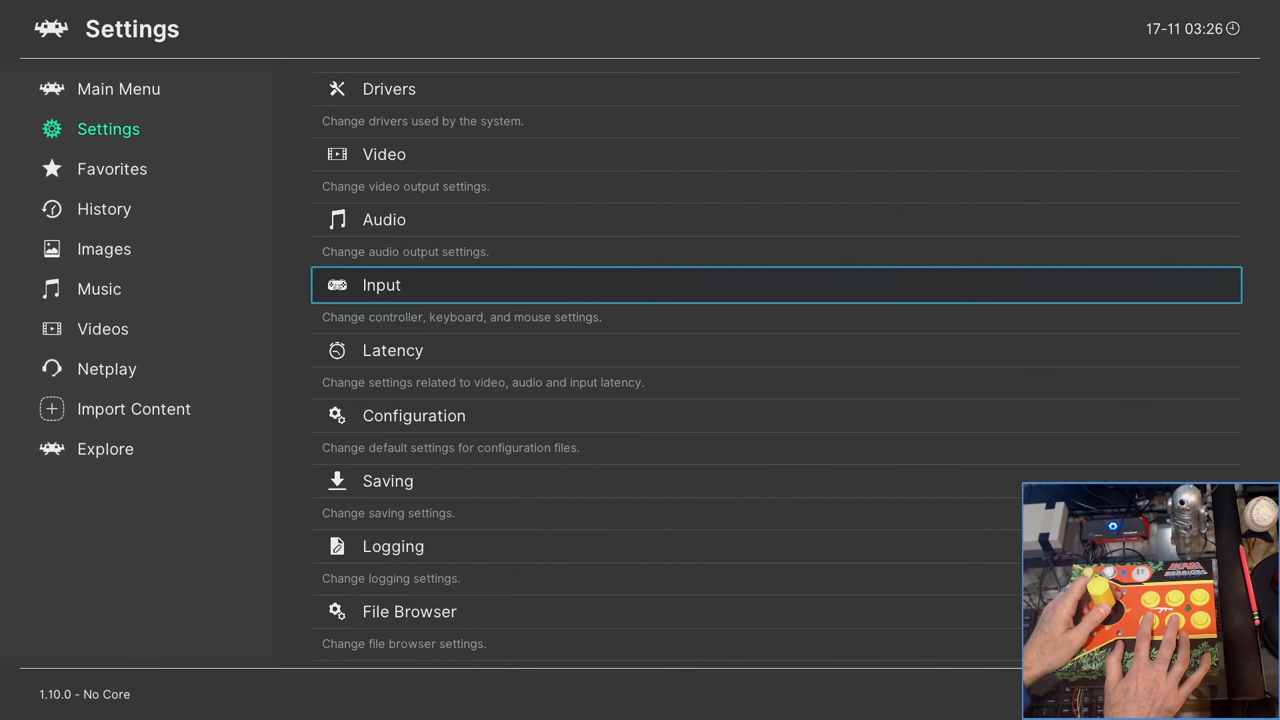 Settings
17-11 03:26
Main Menu
Settings
Favorites
History
Images
Music
Videos
Netplay
Import Content
Explore
Drivers
Change drivers used by the system.
Video
Change video output settings.
Audio
Change audio output settings.
Input
Change controller, keyboard, and mouse settings.
Latency
Change settings related to video, audio and input latency.
Configuration
Change default settings for configuration files.
Saving
Change saving settings.
Logging
Change logging settings.
File Browser
Change file browser settings.
1.10.0 - No Core
IKARI
WARRIORS